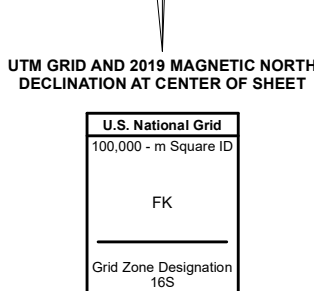 UTM GRID AND 2019 MAGNETIC NORTH
DECLINATION AT CENTER OF SHEET
U.S. National Grid
100,000 - m Square ID
FK
Grid Zone Designation
16S